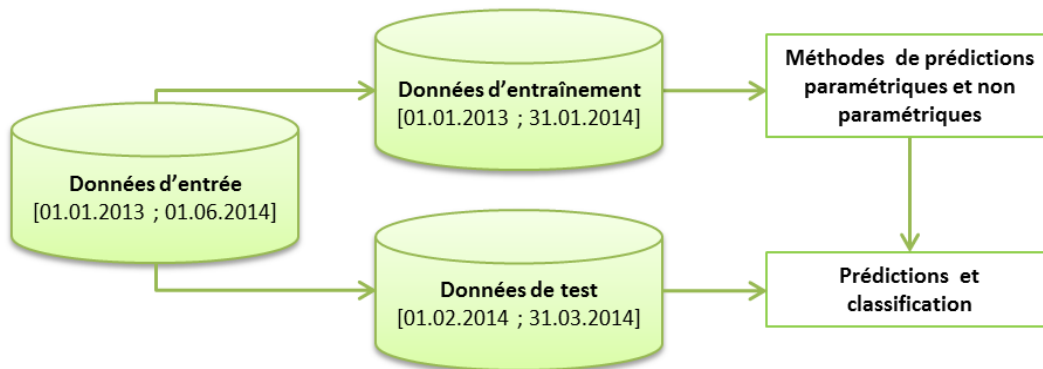 Données d'entrée
[01.01.2013 ; 01.06.2014]
Données d'entraînement
[01.01.2013 ; 31.01.2014]
Méthodes de prédictions
paramétriques et non
paramétriques
Données de test
[01.02.2014 ; 31.03.2014]
Prédictions et
classification